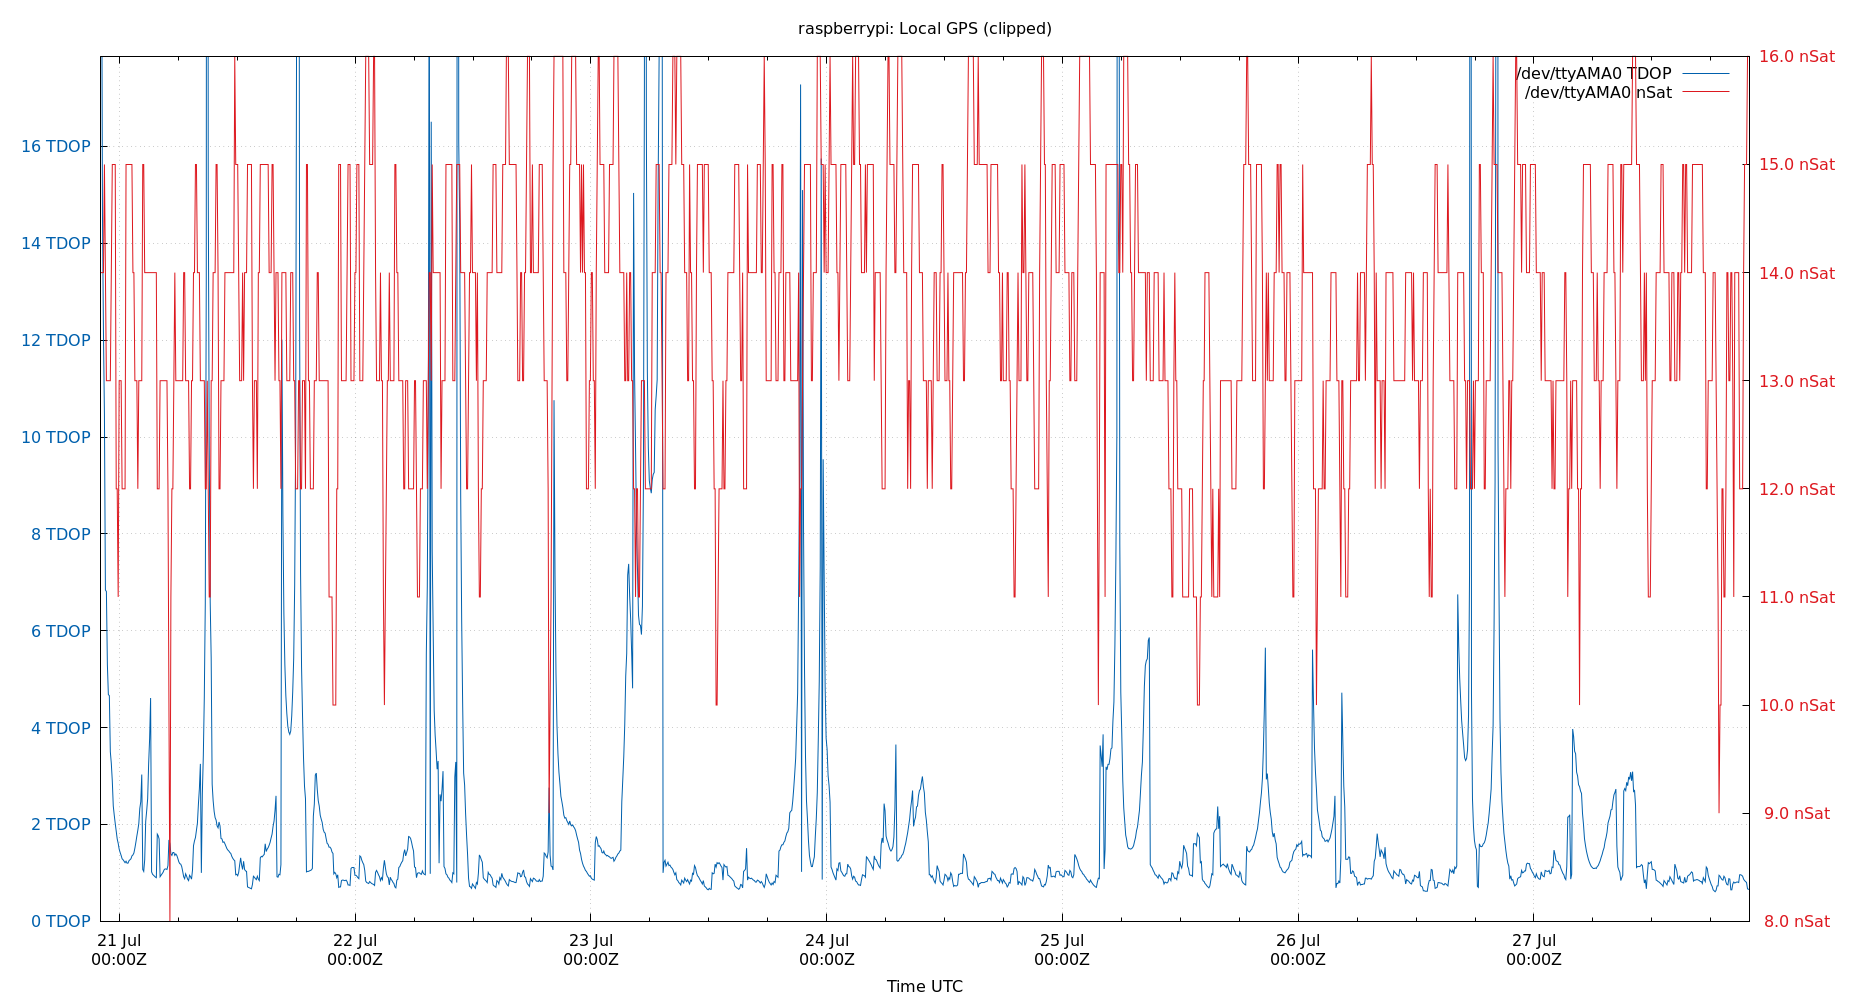 raspberrypi: Local GPS (clipped)
16.0 nSat
/dev/ttyAMA0 TDOP
/dev/ttyAMA0 nSat
16 TDOP
15.0 nSat
14 TDOP
14.0 nSat
12 TDOP
13.0 nSat
10 TDOP
12.0 nSat
8 TDOP
11.0 nSat
6 TDOP
10.0 nSat
4 TDOP
9.0 nSat
2 TDOP
0 TDOP
8.0 nSat
21 Jul 22 Jul 23 Jul 24 Jul 25 Jul 26 Jul 27 Jul
00:00Z 00:00Z 00:00Z 00:00Z 00:00Z 00:00Z 00:00Z
Time UTC